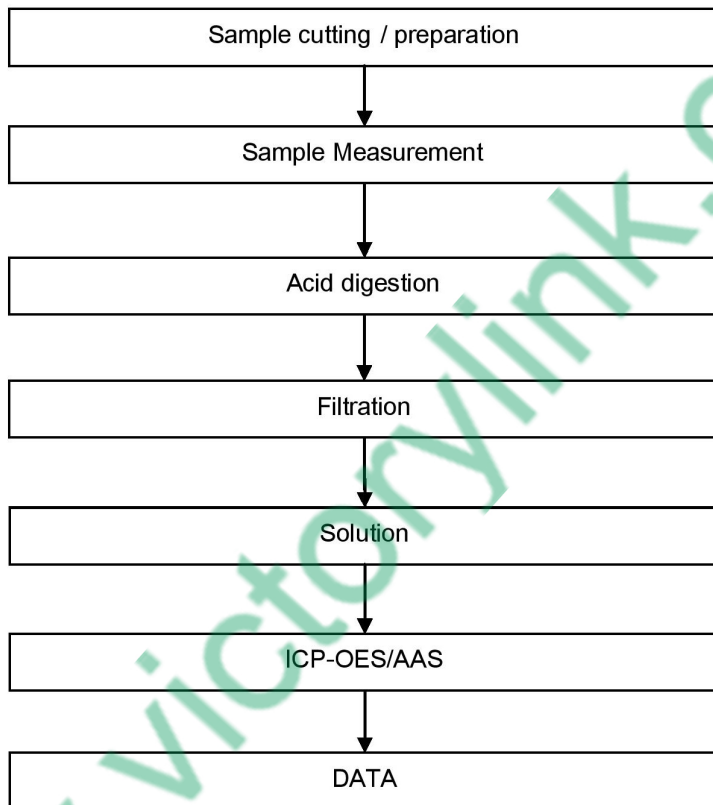 Sample cutting / preparation
Sample Measurement
Acid digestion
Filtration
Solution
ICP-OES/AAS
DATA
victorylink.